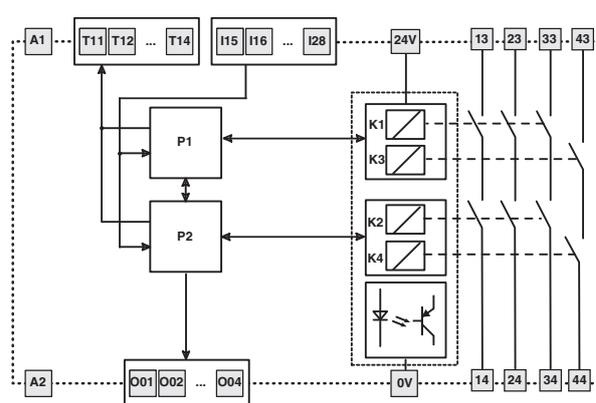 A1 T11 T12 ... T14 I15 I16 ... I28 24V 13 23 33 43
K1
P1
K3
K2
P2
K4
A2 O01 O02 ... O04 0V 14 24 34 44